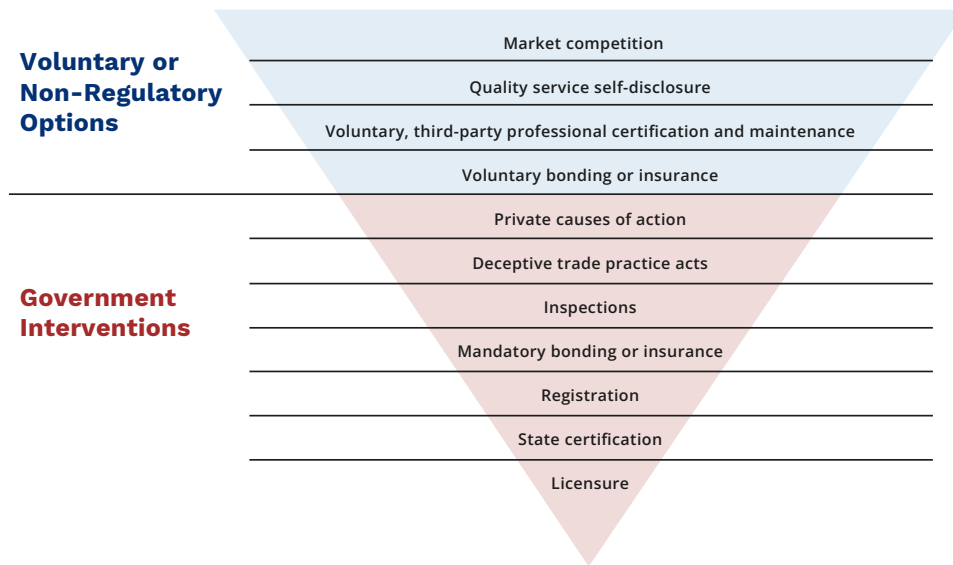 Voluntary or
Non-Regulatory
Options
Market competition
Quality service self-disclosure
Voluntary, third-party professional certification and maintenance
Voluntary bonding or insurance
Government
Interventions
Private causes of action
Deceptive trade practice acts
Inspections
Mandatory bonding or insurance
Registration
State certification
Licensure